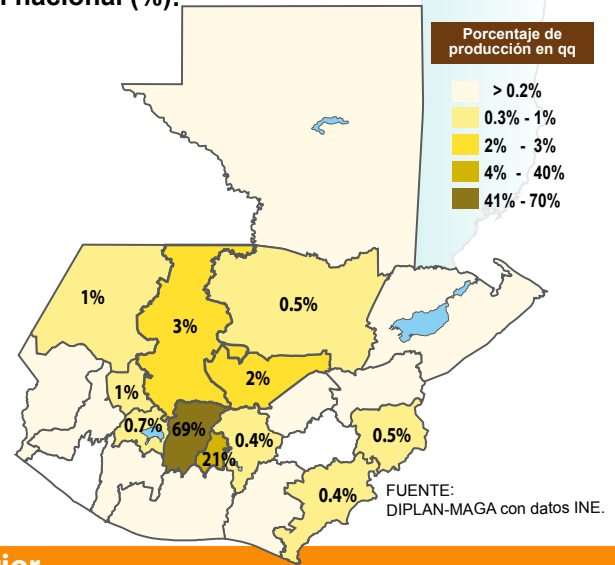 l nacional (%).
Porcentaje de
producción en qq
> 0.2%
0.3% - 1%
2% - 3%
4% - 40%
41% - 70%
1%
0.5%
3%
2%
1%
0.7%
69%
0.4%
21%
0.5%
0.4%
FUENTE:
DIPLAN-MAGA con datos INE.